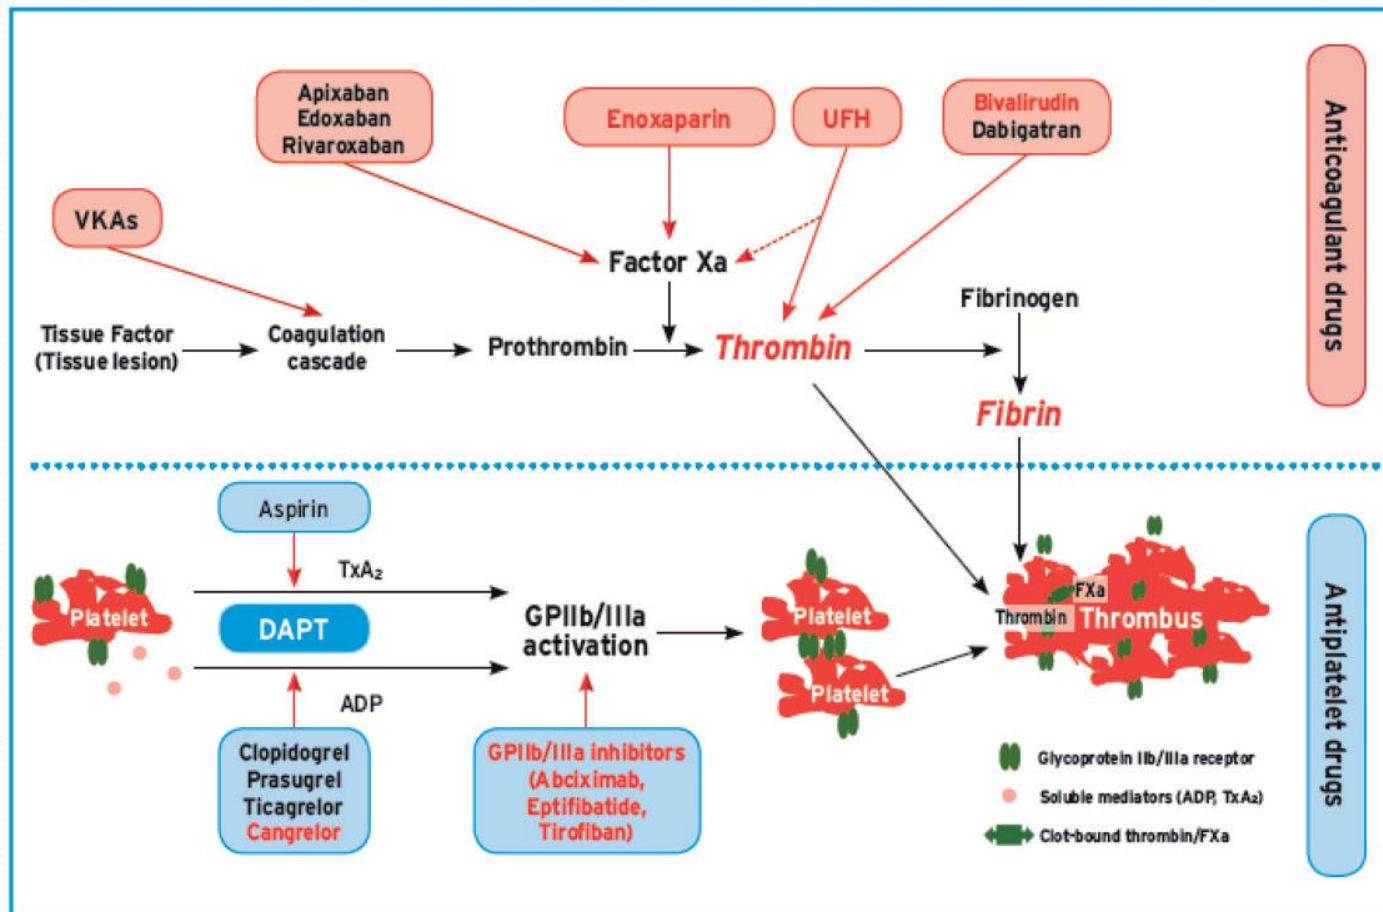 Apixaban
Edoxaban
Rivaroxaban
Enoxaparin
UFH
Bivalirudin
Dabigatran
Anticoagulant drugs
VKAs
Factor Xa
Fibrinogen
Tissue Factor
(Tissue lesion)
Coagulation
cascade
Prothrombin
Thrombin
Fibrin
Aspirin
TxA₂
Platelet
DAPT
ADP
GPIIb/IIIa
activation
Platelet
Platelet
FXa
Thrombin
Thrombus
Antiplatelet drugs
Clopidogrel
Prasugrel
Ticagrelor
Cangrelor
GPIIb/IIIa inhibitors
(Abciximab,
Eptifibatide,
Tirofiban)
Glycoprotein IIb/IIIa receptor
Soluble mediators (ADP, TxA₂)
Clot-bound thrombin/FXa